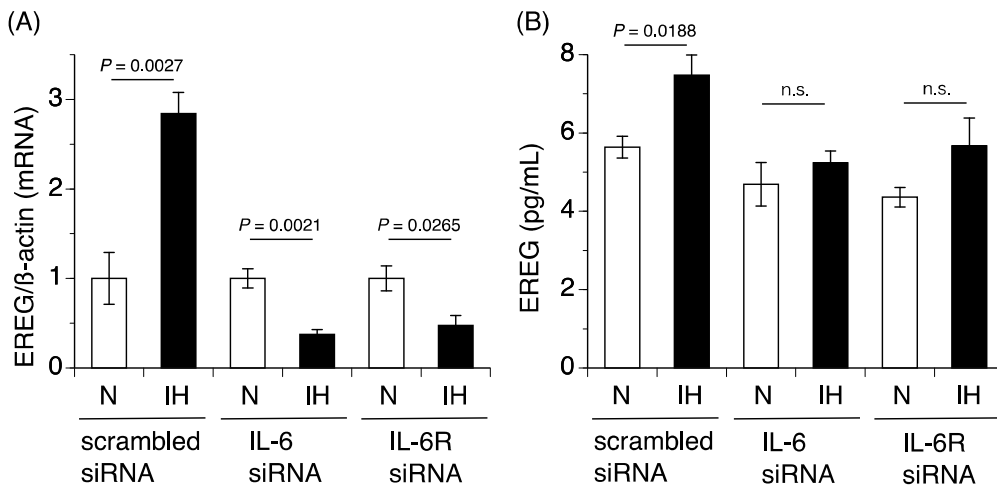 (A)
EREG/ß-actin (mRNA)
3
2
1
0
P = 0.0027
P = 0.0021
P = 0.0265
N IH N IH N IH
scrambled siRNA
IL-6 siRNA
IL-6R siRNA
(B)
EREG (pg/mL)
8
6
4
2
0
P = 0.0188
n.s.
n.s.
N IH N IH N IH
scrambled siRNA
IL-6 siRNA
IL-6R siRNA